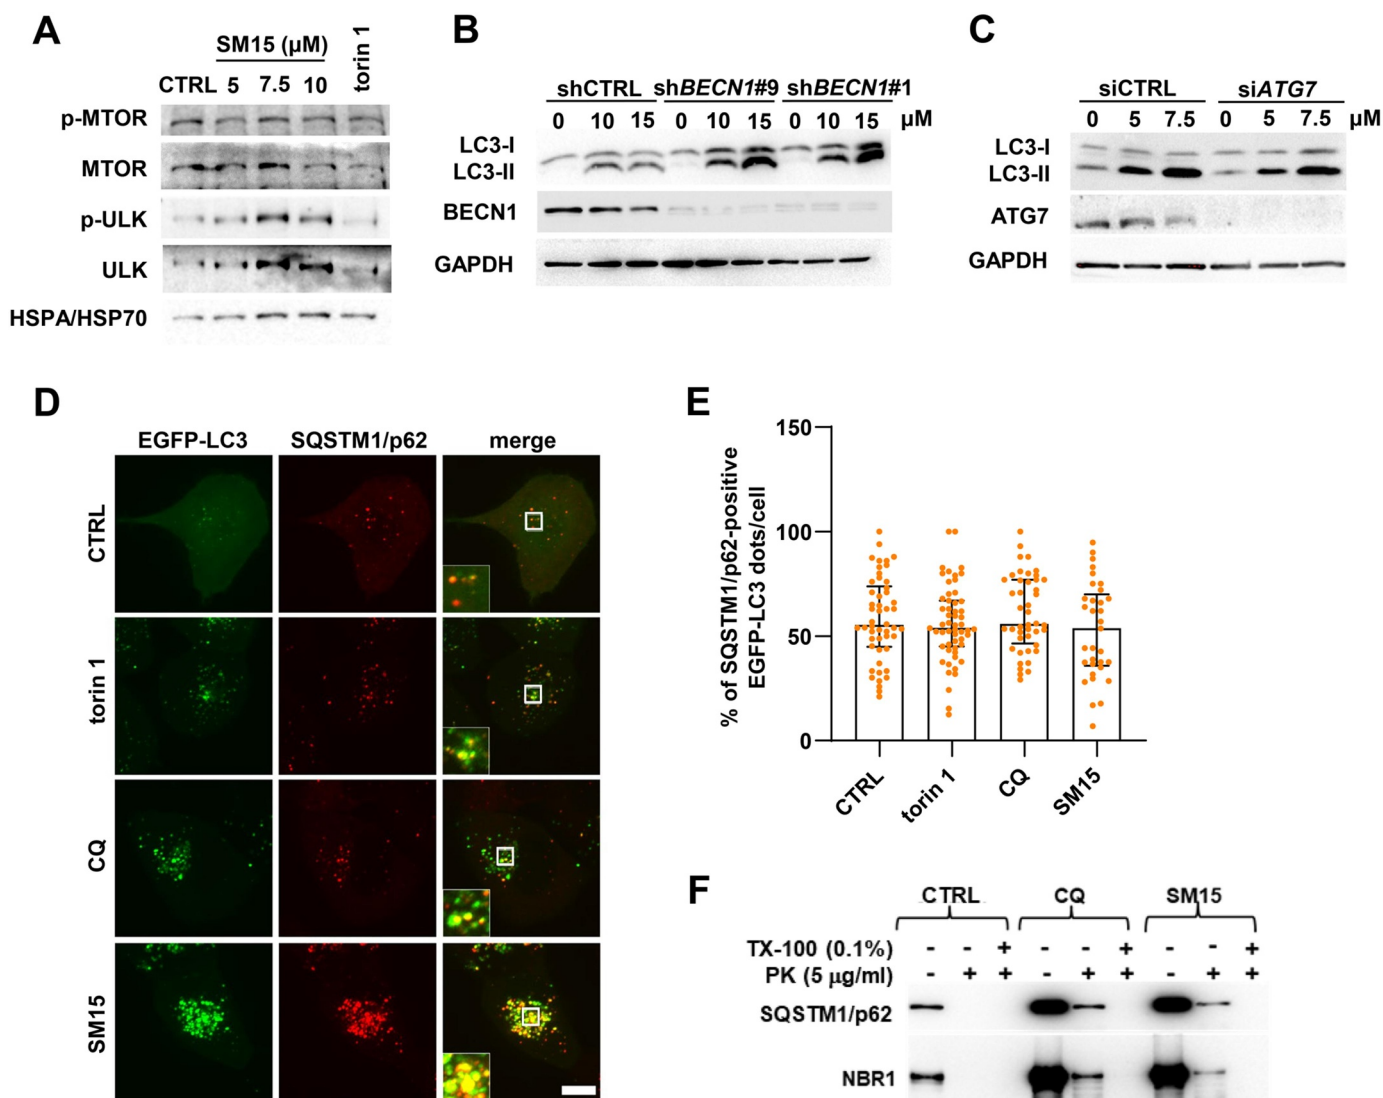 A
SM15 (µM)
torin 1
CTRL 5 7.5 10
p-MTOR
MTOR
p-ULK
ULK
HSPA/HSP70
B
shCTRL shBECN1#9 shBECN1#1
0 10 15 0 10 15 0 10 15 µM
LC3-I
LC3-II
BECN1
GAPDH
C
siCTRL siATG7
0 5 7.5 0 5 7.5 µM
LC3-I
LC3-II
ATG7
GAPDH
D
EGFP-LC3 SQSTM1/p62 merge
CTRL
torin 1
CQ
SM15
E
% of SQSTM1/p62-positive
EGFP-LC3 dots/cell
150
100
50
0
CTRL torin 1 CQ SM15
F
CTRL CQ SM15
TX-100 (0.1%) - - + - - + - - +
PK (5 µg/ml) - + + - + + - + +
SQSTM1/p62
NBR1